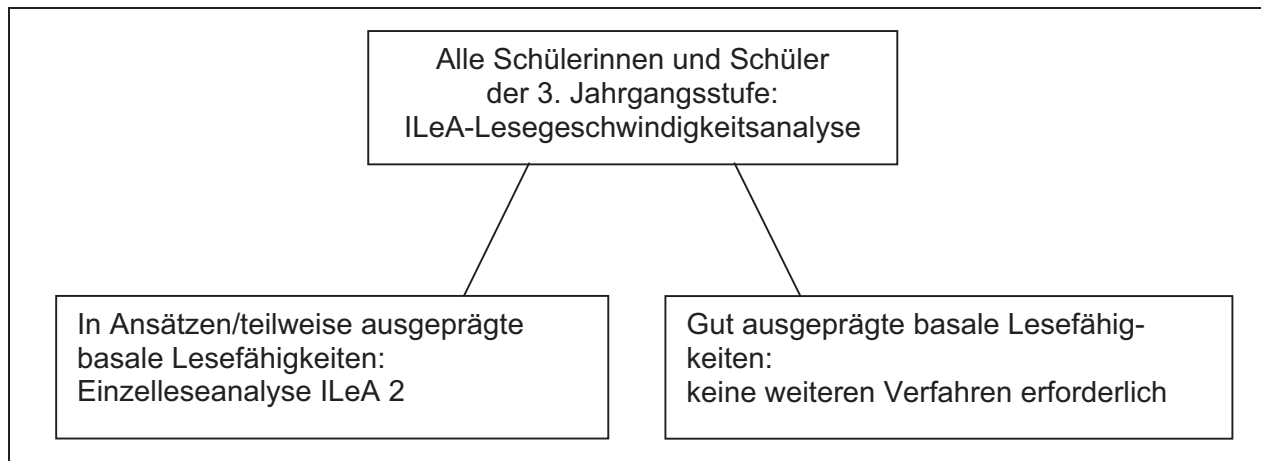 Alle Schülerinnen und Schüler
der 3. Jahrgangsstufe:
ILeA-Lesegeschwindigkeitsanalyse
In Ansätzen/teilweise ausgeprägte
basale Lesefähigkeiten:
Einzelleseanalyse ILeA 2
Gut ausgeprägte basale Lesefähig-
keiten:
keine weiteren Verfahren erforderlich